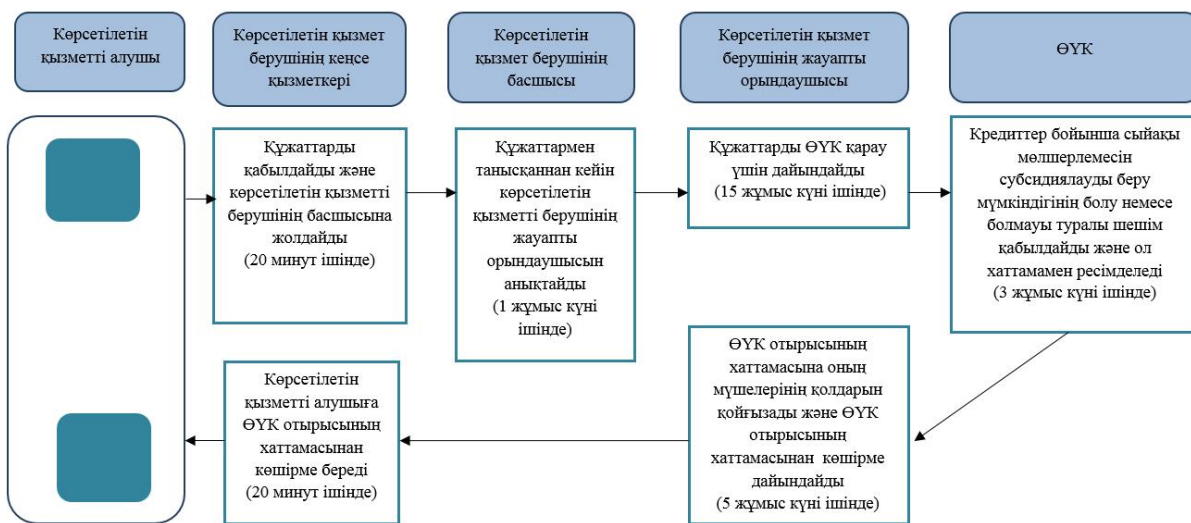 Көрсетілетін
қызметті алушы
Көрсетілетін қызмет
берушінің кеңсе
қызметкері
Көрсетілетін
қызмет берушінің
басшысы
Көрсетілетін қызмет
берушінің жауапты
орындаушысы
ӨҮК
Құжаттарды
қабылдайды және
көрсетілетін қызметті
берушінің басшысына
жолдайды
(20 минут ішінде)
Құжаттармен
танысқаннан кейін
көрсетілетін
қызметті берушінің
жауапты
орындаушысын
анықтайды
(1 жұмыс күні
ішінде)
Құжаттарды ӨҮК қарау
үшін дайындайды
(15 жұмыс күні ішінде)
Кредиттер бойынша сыйақы
мөлшерлемесін
субсидиялауды беру
мүмкіндігінің болу немесе
болмауы туралы шешім
қабылдайды және ол
хаттамамен ресімделеді
(3 жұмыс күні ішінде)
ӨҮК отырысының
хаттамасына оның
мүшелерінің қолдарын
қойғызады және ӨҮК
отырысының
хаттамасынан көшірме
дайындайды
(5 жұмыс күні ішінде)
Көрсетілетін
қызметті алушыға
ӨҮК отырысының
хаттамасынан
көшірме береді
(20 минут ішінде)